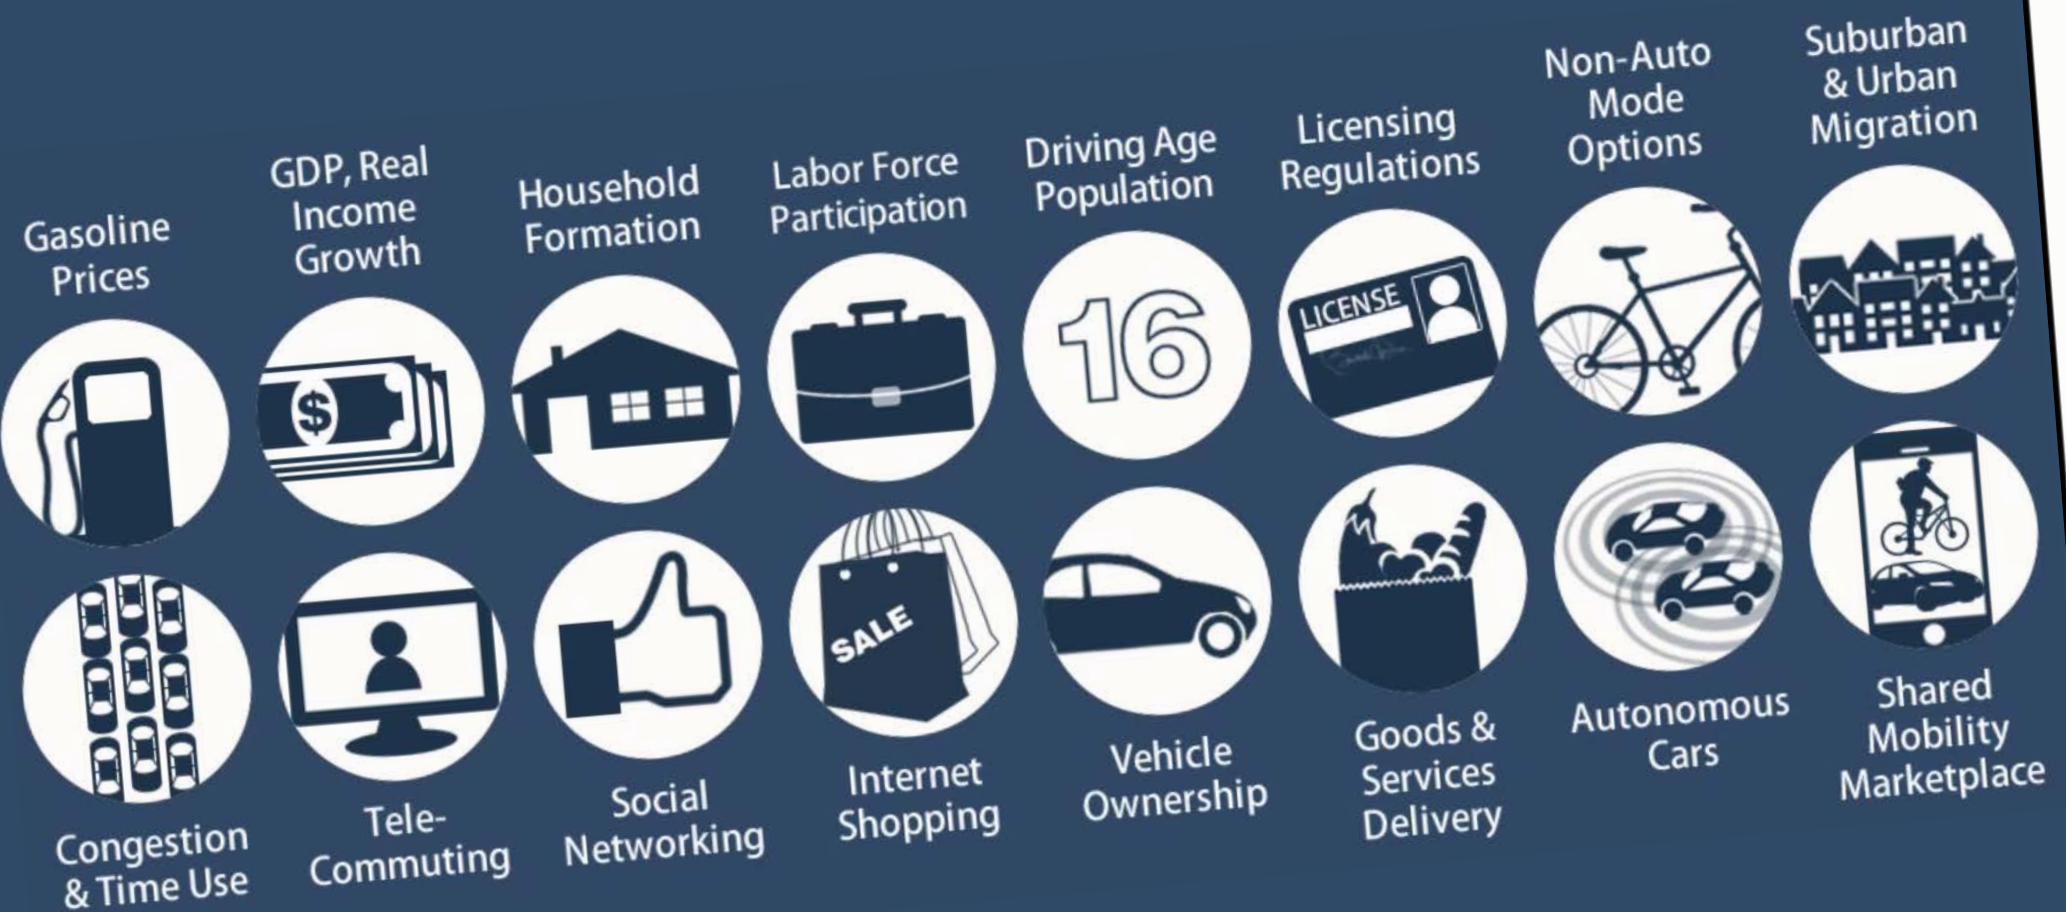 Gasoline
Prices
GDP, Real
Income
Growth
Household
Formation
Labor Force
Participation
Driving Age
Population
Licensing
Regulations
Non-Auto
Mode
Options
Suburban
& Urban
Migration
$
16
LICENSE
SALE
Congestion
& Time Use
Tele-
Commuting
Social
Networking
Internet
Shopping
Vehicle
Ownership
Goods &
Services
Delivery
Autonomous
Cars
Shared
Mobility
Marketplace